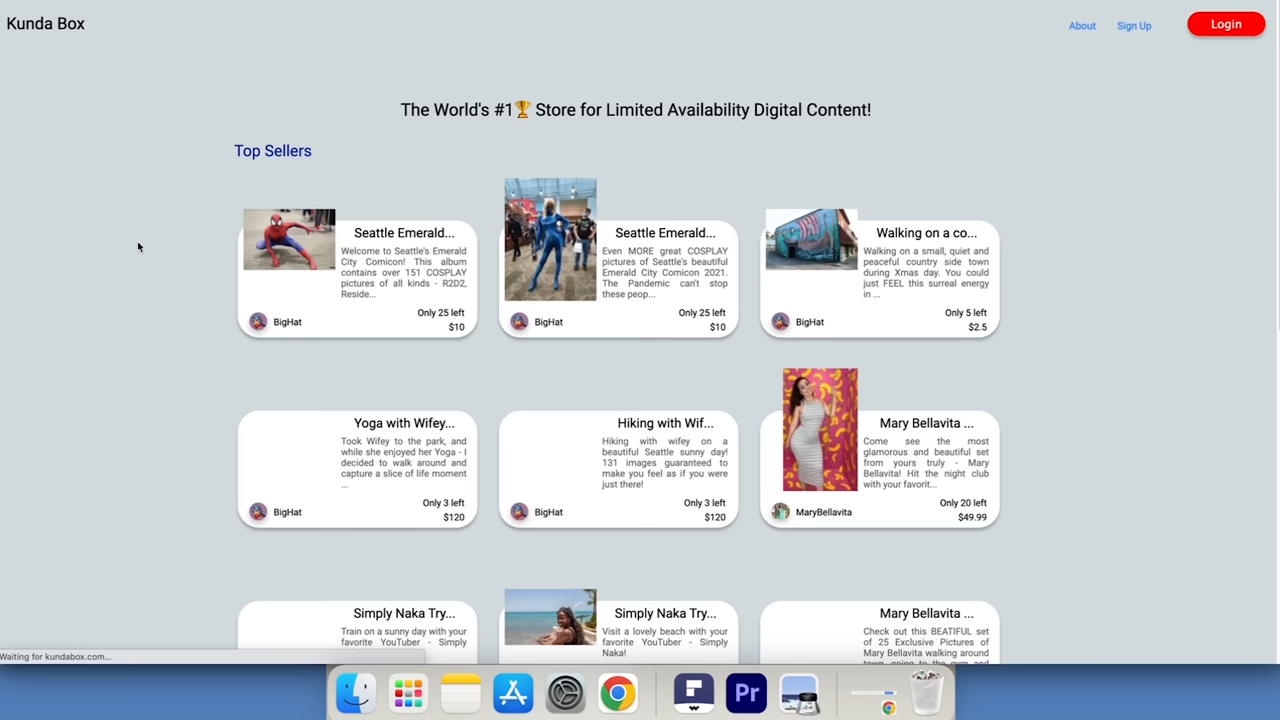 Kunda Box
About
Sign Up
Login
The World's #1🏆 Store for Limited Availability Digital Content!
Top Sellers
Seattle Emerald...
Welcome to Seattle's Emerald
City Comicon! This album
contains over 151 COSPLAY
pictures of all kinds - R2D2,
Reside...
Only 25 left
BigHat
$10
Seattle Emerald...
Even MORE great COSPLAY
pictures of Seattle's beautiful
Emerald City Comicon 2021.
The Pandemic can't stop
these peop...
Only 25 left
BigHat
$10
Walking on a co...
Walking on a small, quiet and
peaceful country side town
during Xmas day. You could
just FEEL this surreal energy
in ...
Only 5 left
BigHat
$2.5
Yoga with Wifey...
Took Wifey to the park, and
while she enjoyed her Yoga - I
decided to walk around and
capture a slice of life moment
...
Only 3 left
BigHat
$120
Hiking with Wif...
Hiking with wifey on a
beautiful Seattle sunny day!
131 images guaranteed to
make you feel as if you were
just there!
Only 3 left
BigHat
$120
Mary Bellavita ...
Come see the most
glamorous and beautiful set
from yours truly - Mary
Bellavita! Hit the night club
with your favorit...
Only 20 left
MaryBellavita
$49.99
Simply Naka Try...
Train on a sunny day with your
favorite YouTuber - Simply
Simply Naka Try...
Visit a lovely beach with your
favorite YouTuber - Simply
Naka!
Mary Bellavita ...
Check out this BEATIFUL set
of 25 Exclusive Pictures of
Mary Bellavita walking around
town, going to the gym and
Waiting for kundabox.com...
Pr